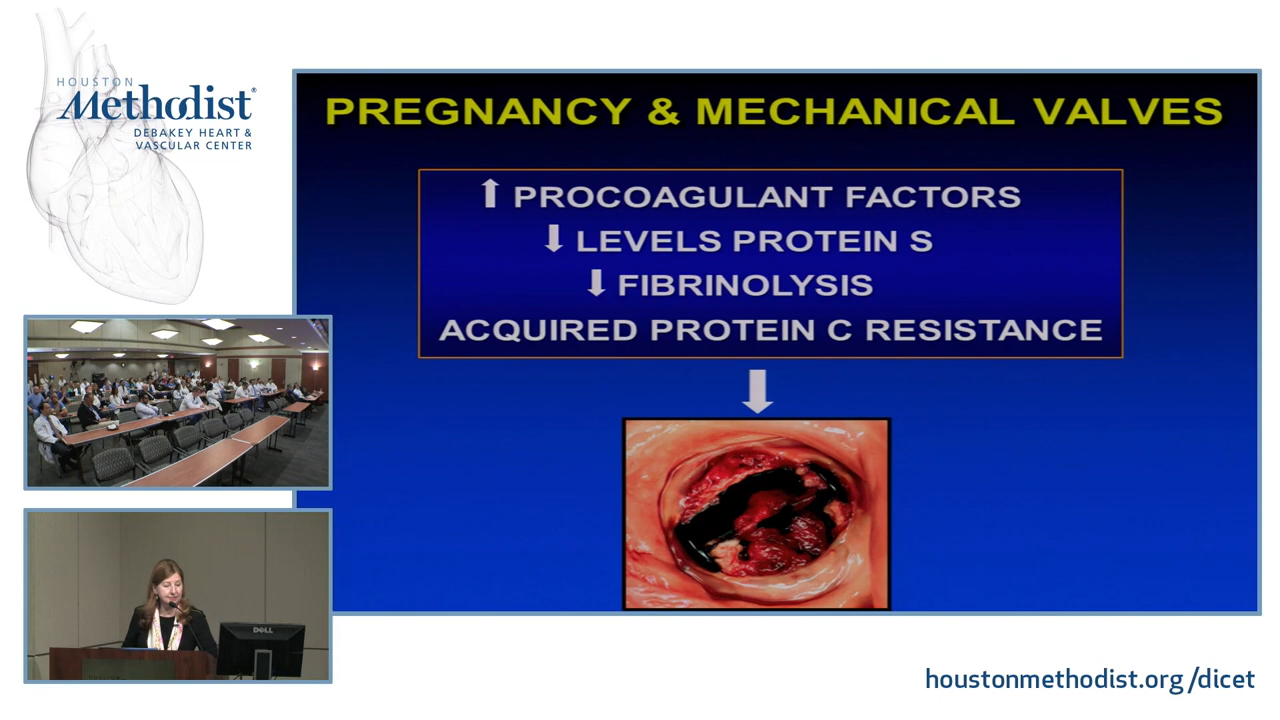 HOUSTON
Methodist®
DEBAKEY HEART &
VASCULAR CENTER
PREGNANCY & MECHANICAL VALVES
⬆ PROCOAGULANT FACTORS
⬇ LEVELS PROTEIN S
⬇ FIBRINOLYSIS
ACQUIRED PROTEIN C RESISTANCE
DELL
houstonmethodist.org/dicet